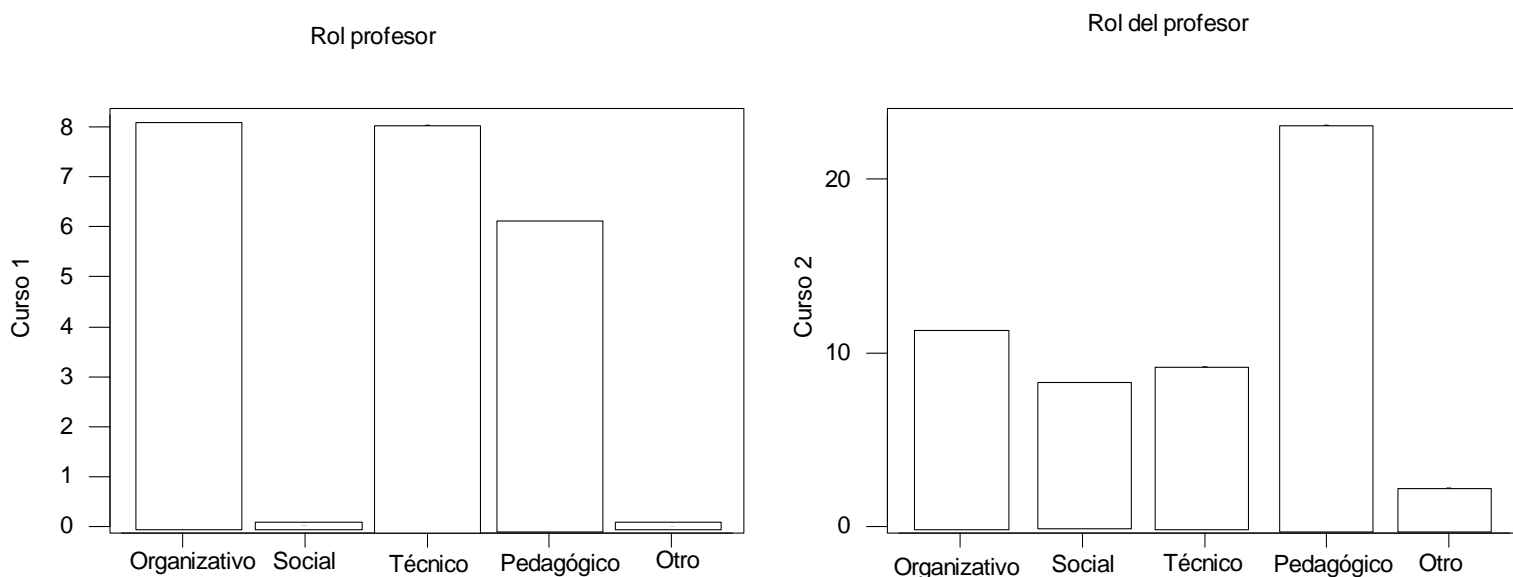 Rol profesor
Curso 1
8
7
6
5
4
3
2
1
0
Organizativo Social Técnico Pedagógico Otro
Rol del profesor
Curso 2
20
10
0
Organizativo Social Técnico Pedagógico Otro